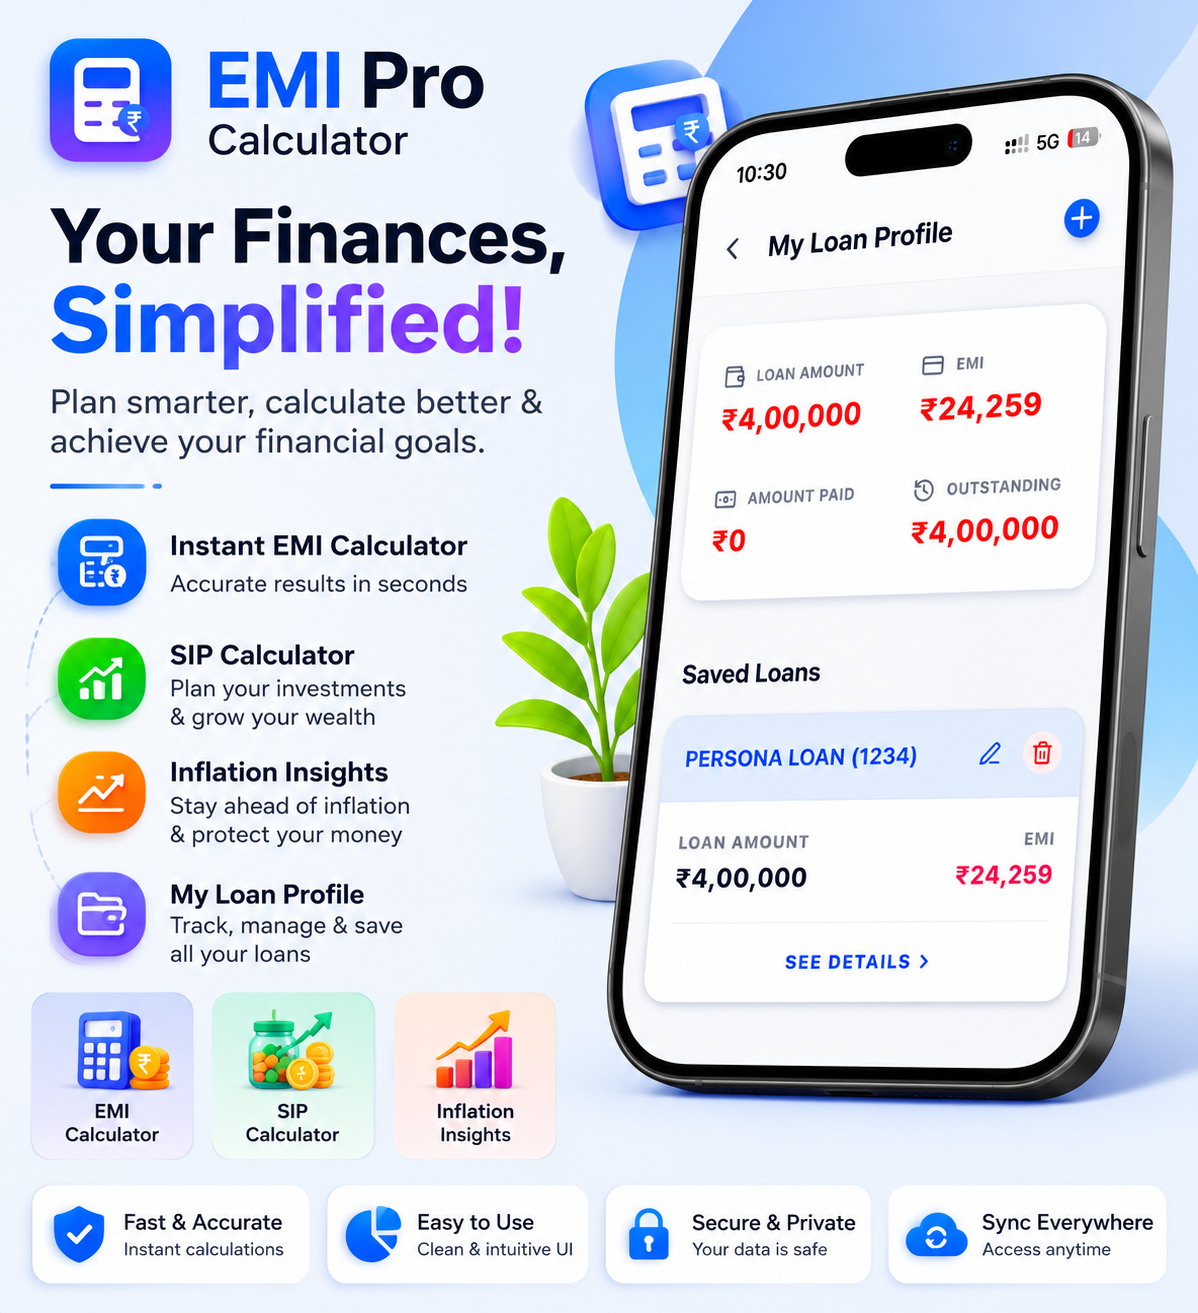 EMI Pro
Calculator
Your Finances,
Simplified!
Plan smarter, calculate better &
achieve your financial goals.
Instant EMI Calculator
Accurate results in seconds
SIP Calculator
Plan your investments
& grow your wealth
Inflation Insights
Stay ahead of inflation
& protect your money
My Loan Profile
Track, manage & save
all your loans
EMI
Calculator
SIP
Calculator
Inflation
Insights
10:30
5G 14
My Loan Profile
LOAN AMOUNT EMI
₹4,00,000 ₹24,259
AMOUNT PAID OUTSTANDING
₹0 ₹4,00,000
Saved Loans
PERSONA LOAN (1234)
LOAN AMOUNT EMI
₹4,00,000 ₹24,259
SEE DETAILS >
Fast & Accurate
Instant calculations
Easy to Use
Clean & intuitive UI
Secure & Private
Your data is safe
Sync Everywhere
Access anytime